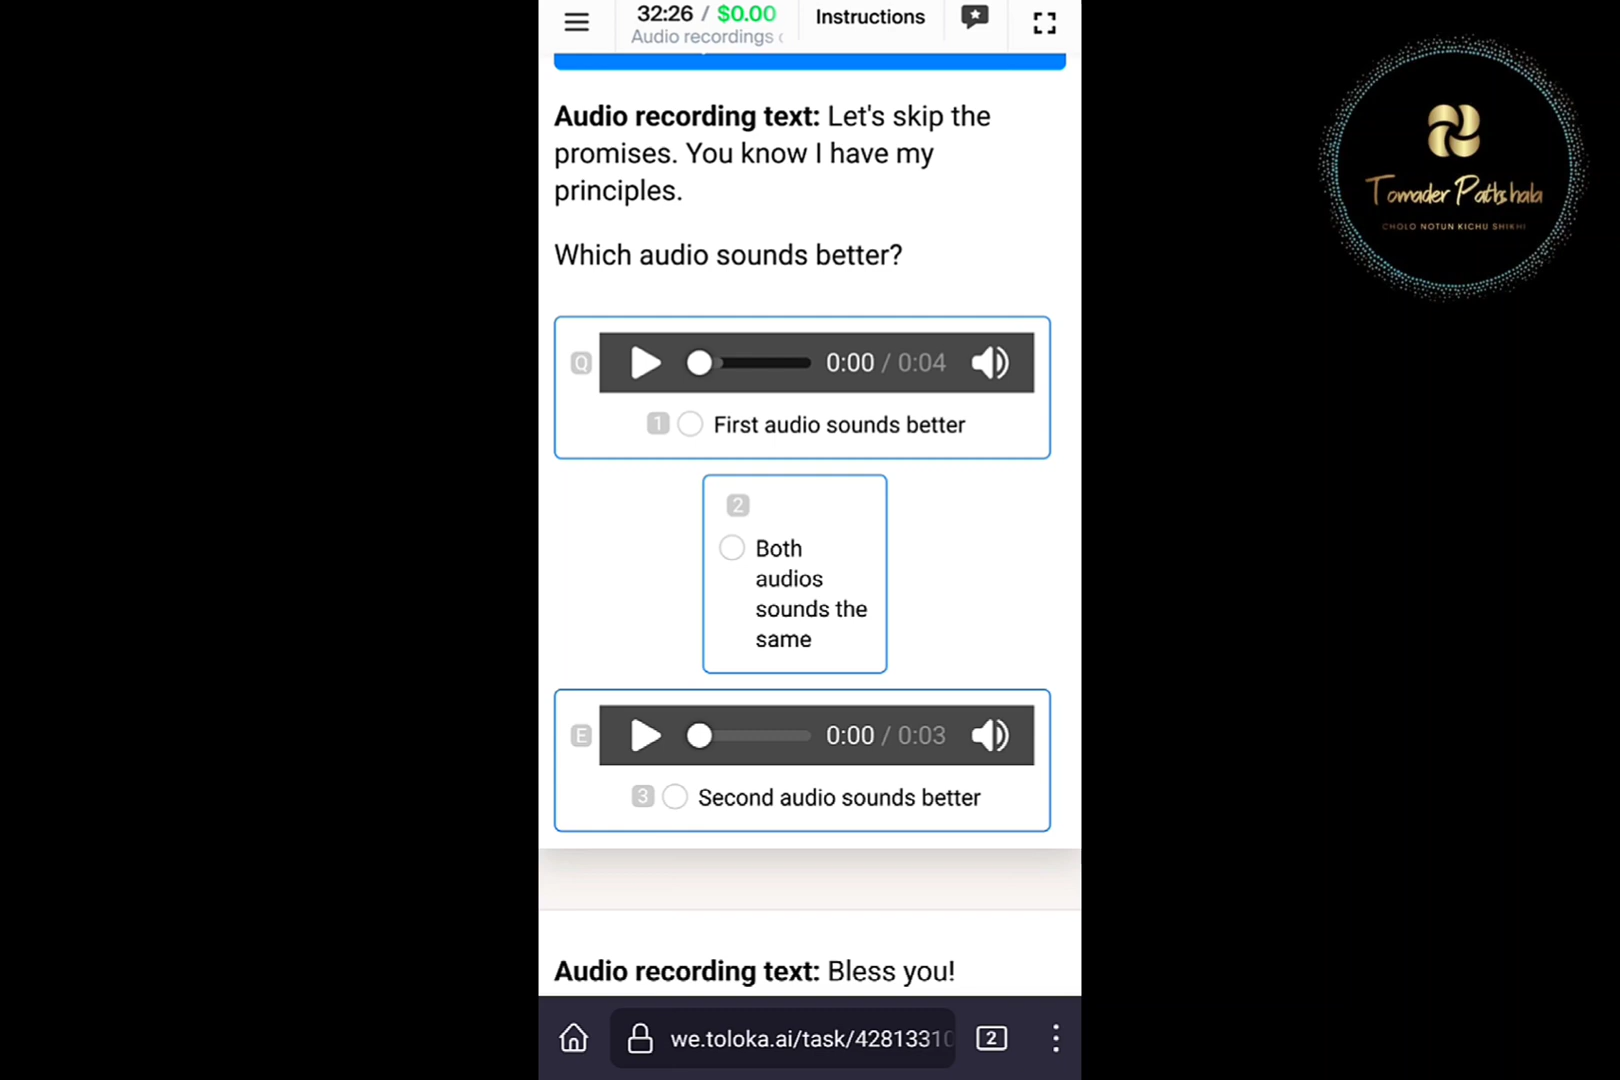 32:26 / $0.00
Audio recordings
Instructions
Audio recording text: Let's skip the
promises. You know I have my
principles.
Which audio sounds better?
Q
0:00 / 0:04
1 First audio sounds better
2
Both
audios
sounds the
same
E
0:00 / 0:03
3 Second audio sounds better
Audio recording text: Bless you!
we.toloka.ai/task/42813310
2
Tomader Pathshala
CHOLO NOTUN KICHU SHIKHI